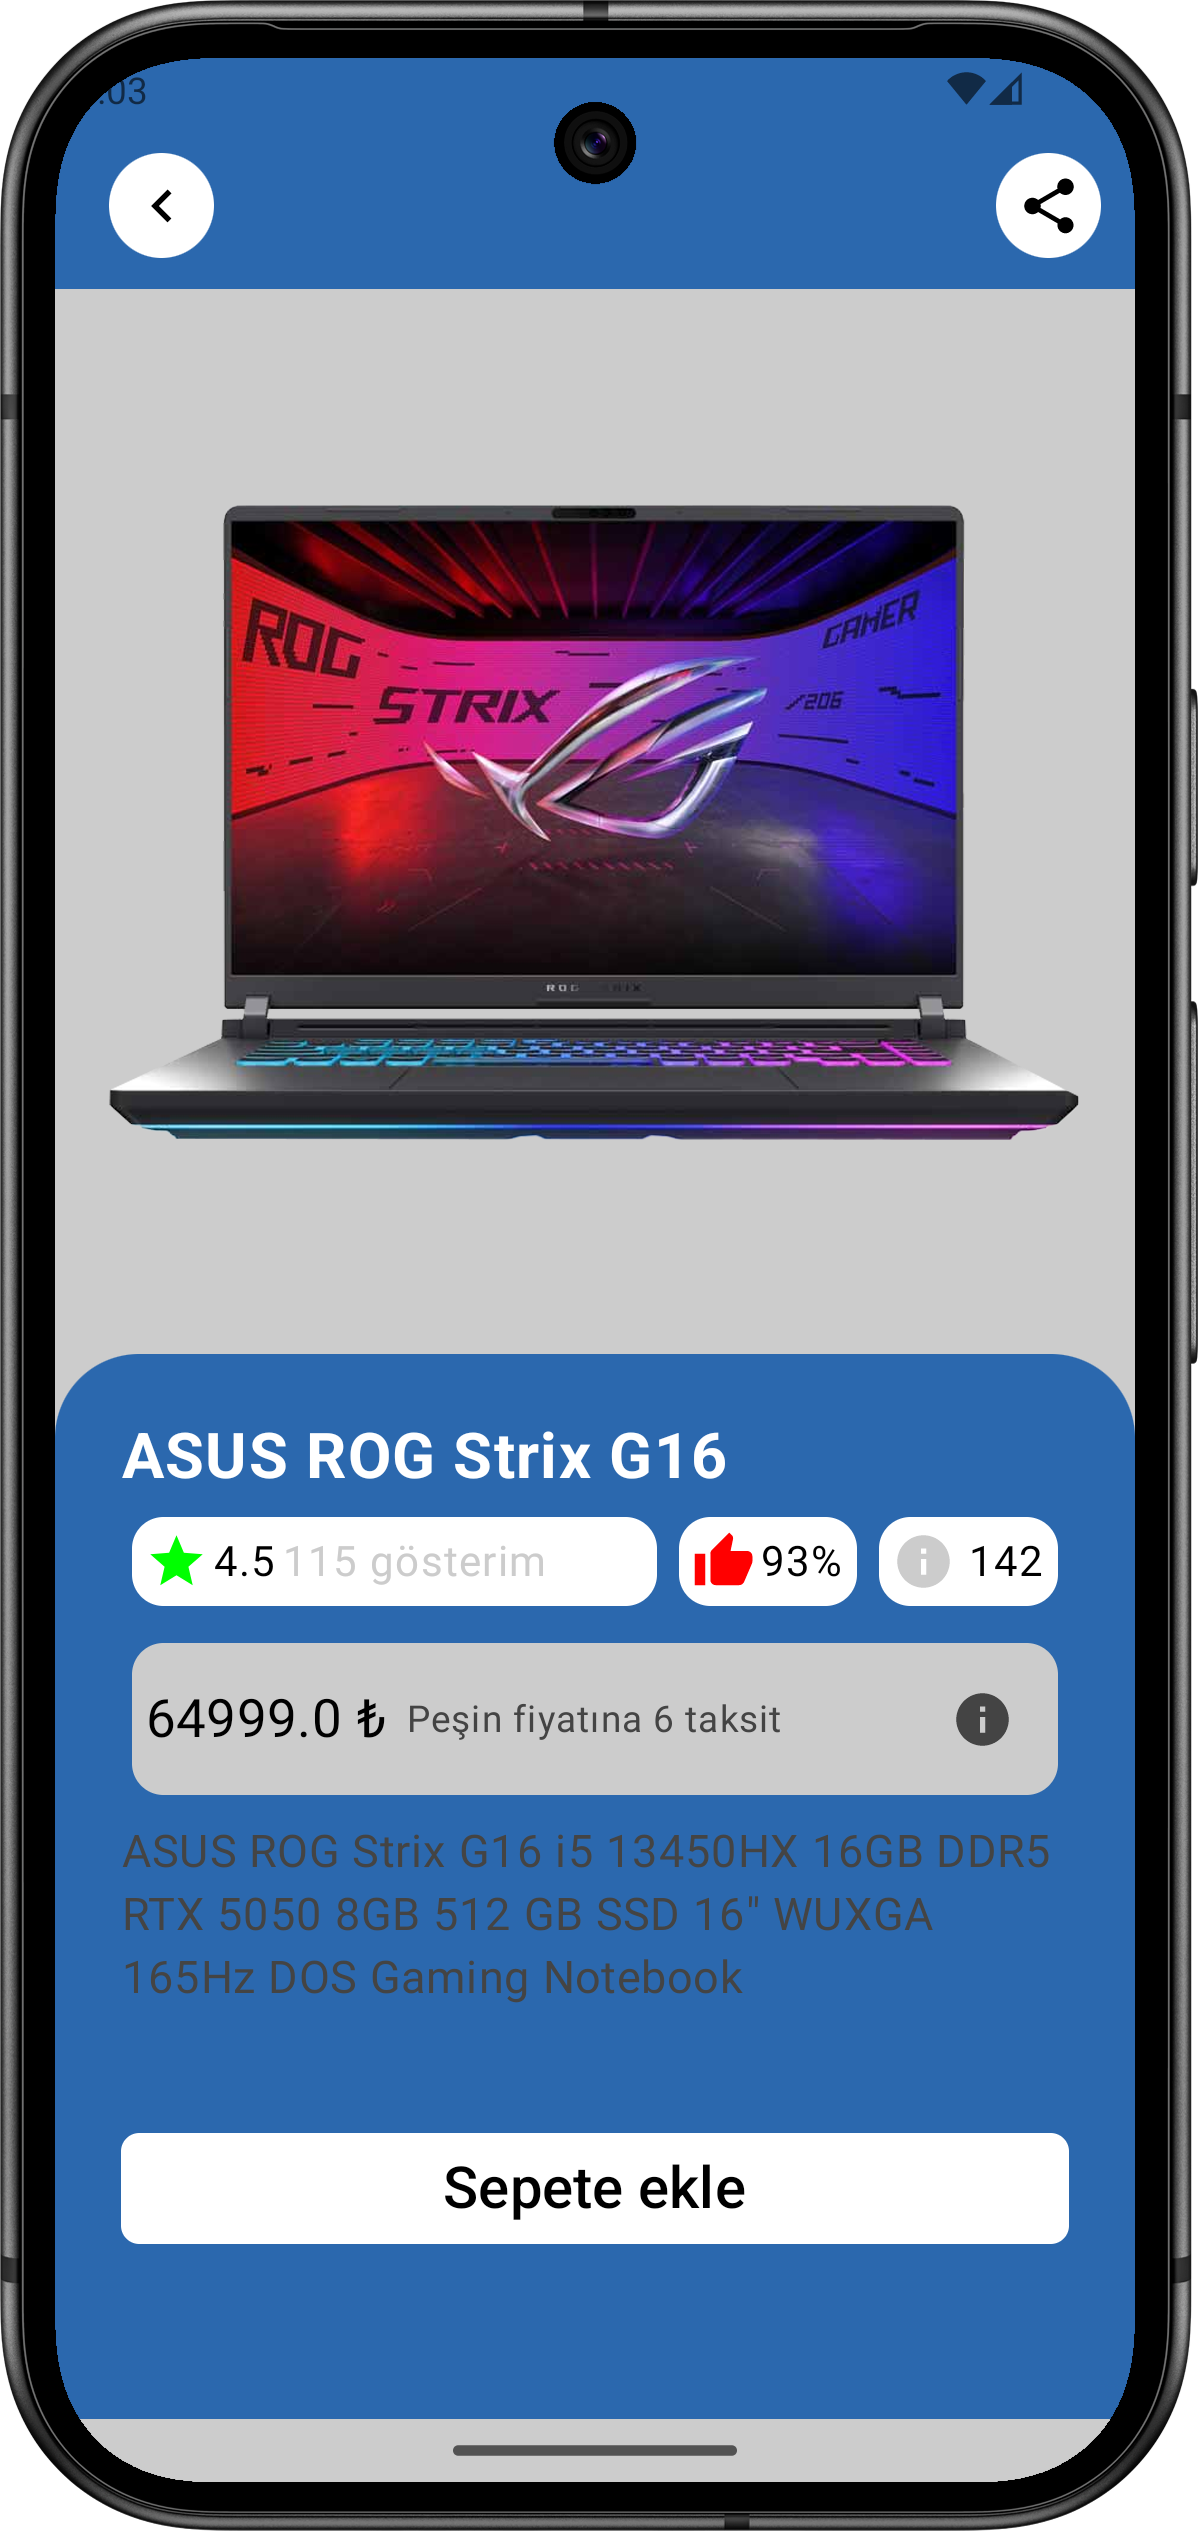 :03
ROG
STRIX
GAMER
/206
ROG
ASUS ROG Strix G16
4.5 115 gösterim
93%
142
64999.0 ₺ Peşin fiyatına 6 taksit
ASUS ROG Strix G16 i5 13450HX 16GB DDR5
RTX 5050 8GB 512 GB SSD 16" WUXGA
165Hz DOS Gaming Notebook
Sepete ekle